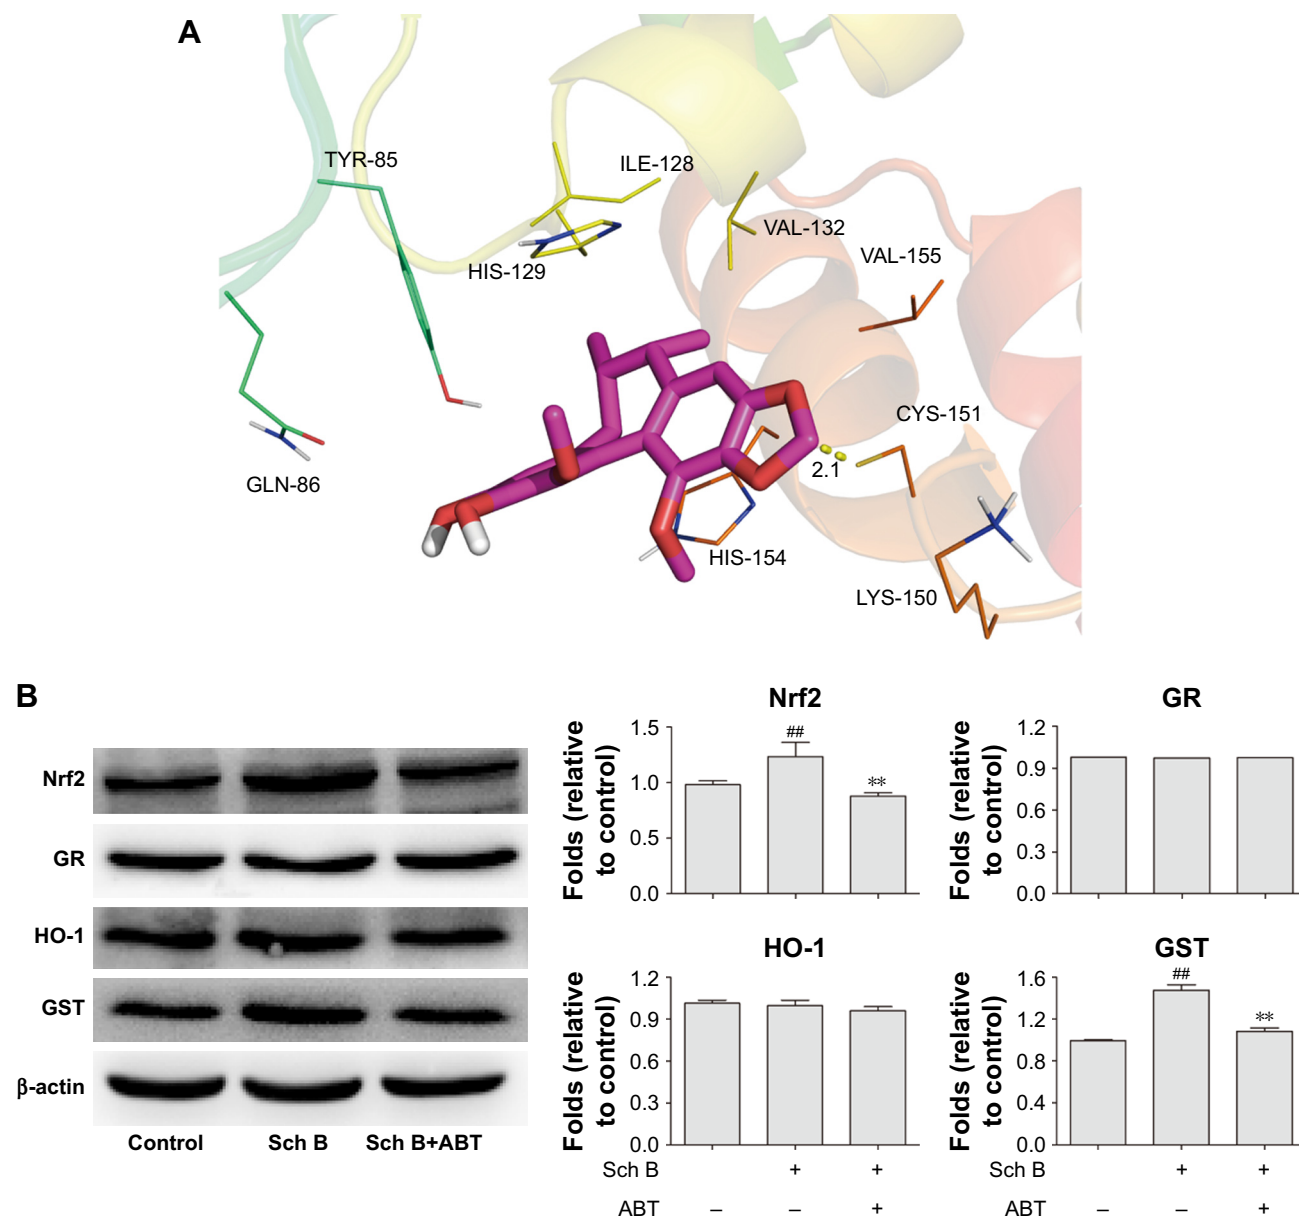 A
TYR-85
ILE-128
HIS-129
VAL-132
VAL-155
CYS-151
2.1
GLN-86
HIS-154
LYS-150
B
Nrf2
GR
HO-1
GST
β-actin
Control Sch B Sch B+ABT
Nrf2
Folds (relative
to control)
1.5
1.0
0.5
0.0
##
**
GR
Folds (relative
to control)
1.2
0.9
0.6
0.3
0.0
HO-1
Folds (relative
to control)
1.2
0.9
0.6
0.3
0.0
Sch B + +
ABT – – +
GST
Folds (relative
to control)
1.6
1.2
0.8
0.4
0.0
##
**
Sch B + +
ABT – – +